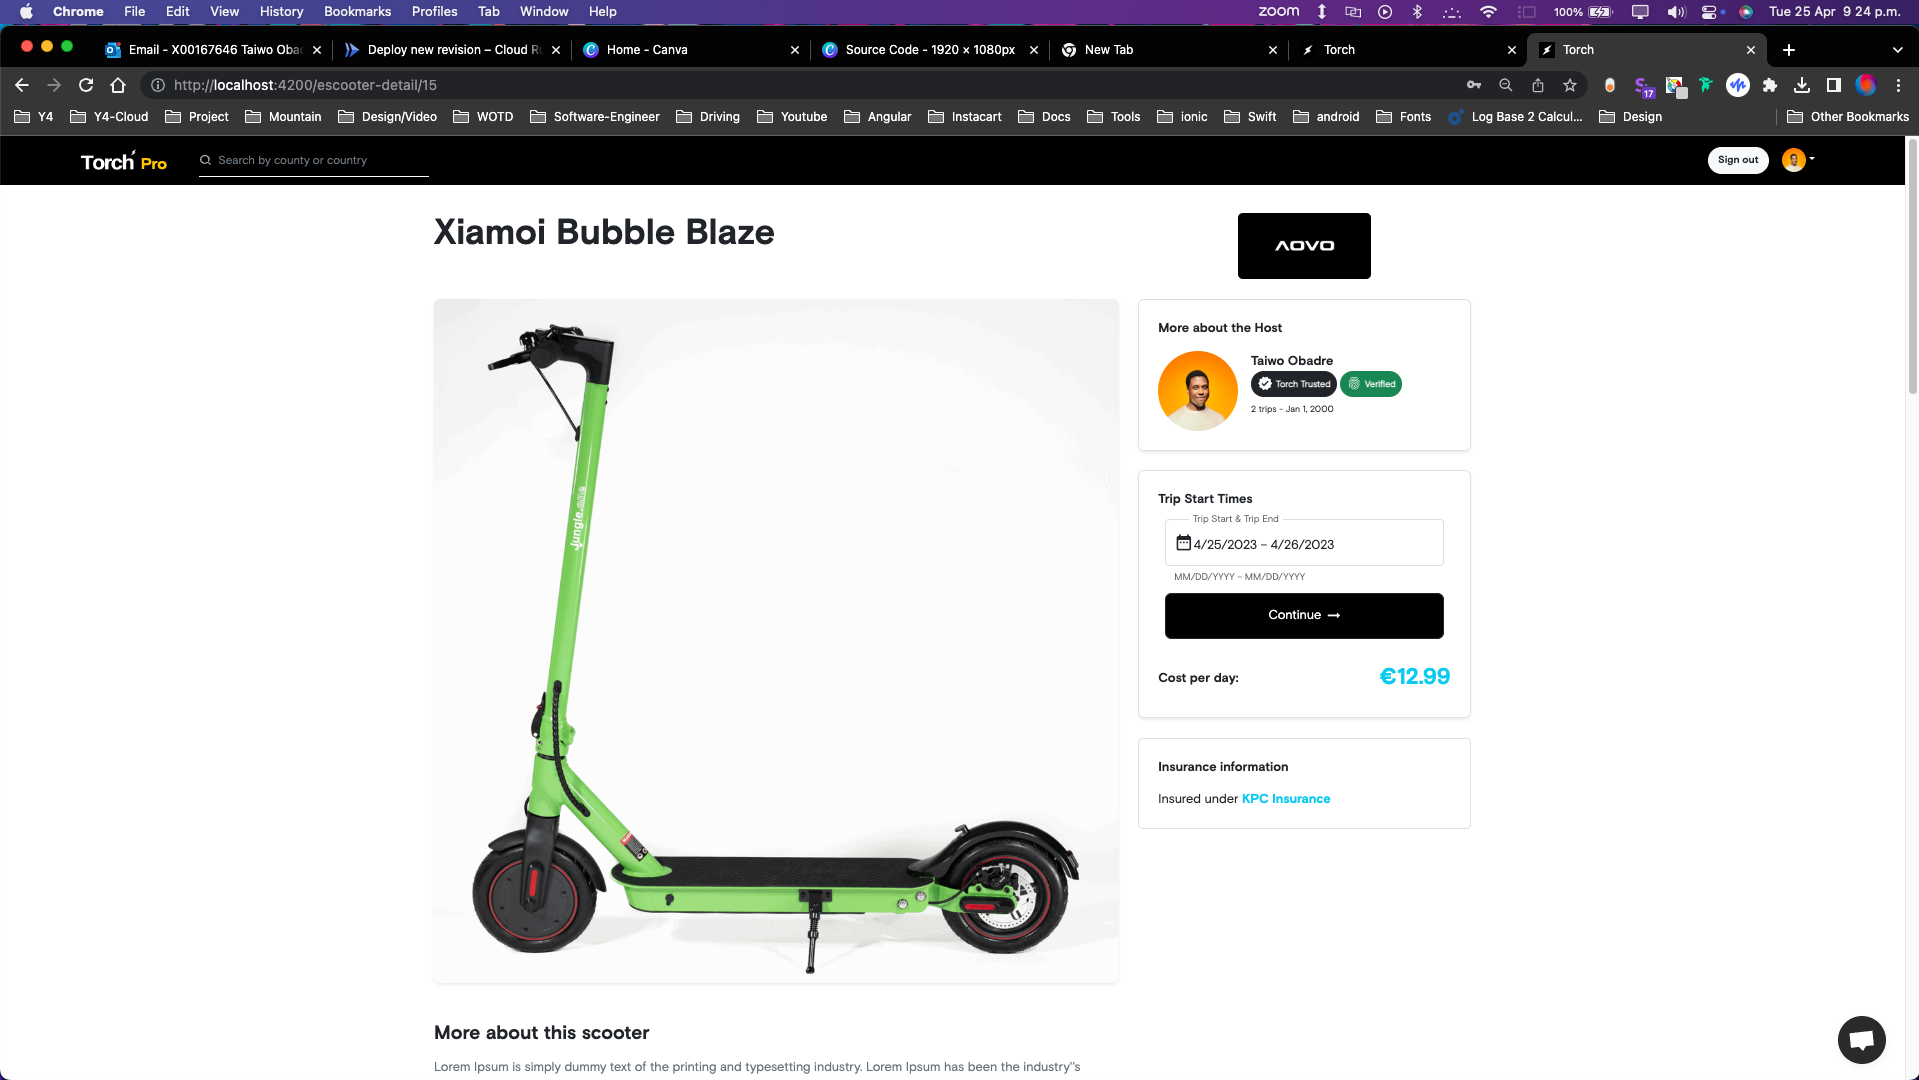 Chrome File Edit View History Bookmarks Profiles Tab Window Help zoom 100% Tue 25 Apr 9 24 p.m.
Email - X00167646 Taiwo Oba Deploy new revision – Cloud R Home - Canva Source Code - 1920 × 1080px New Tab Torch Torch
http://localhost:4200/escooter-detail/15 17
Y4 Y4-Cloud Project Mountain Design/Video WOTD Software-Engineer Driving Youtube Angular Instacart Docs Tools ionic Swift android Fonts Log Base 2 Calcul... Design Other Bookmarks
Torch Pro Search by county or country Sign out
Xiamoi Bubble Blaze
AOVO
More about the Host
Taiwo Obadre
Torch Trusted Verified
2 trips - Jan 1, 2000
Jungle.one
Trip Start Times
Trip Start & Trip End
4/25/2023 – 4/26/2023
MM/DD/YYYY – MM/DD/YYYY
Continue →
Cost per day: €12.99
Insurance information
Insured under KPC Insurance
More about this scooter
Lorem Ipsum is simply dummy text of the printing and typesetting industry. Lorem Ipsum has been the industry"s